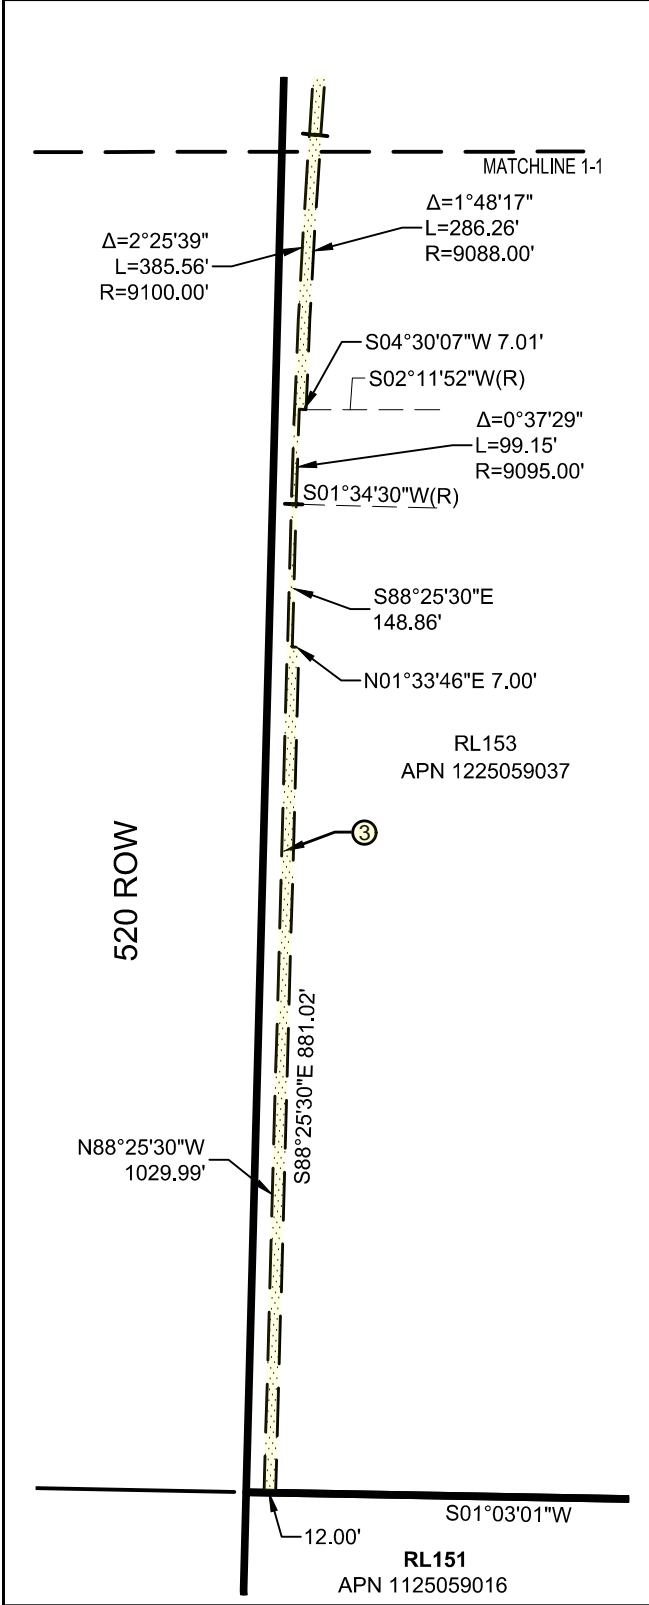 MATCHLINE 1-1
Δ=1°48'17"
L=286.26'
R=9088.00'
Δ=2°25'39"
L=385.56'
R=9100.00'
S04°30'07"W 7.01'
S02°11'52"W(R)
Δ=0°37'29"
L=99.15'
R=9095.00'
S01°34'30"W(R)
S88°25'30"E
148.86'
N01°33'46"E 7.00'
RL153
APN 1225059037
3
520 ROW
S88°25'30"E 881.02'
N88°25'30"W
1029.99'
S01°03'01"W
12.00'
RL151
APN 1125059016